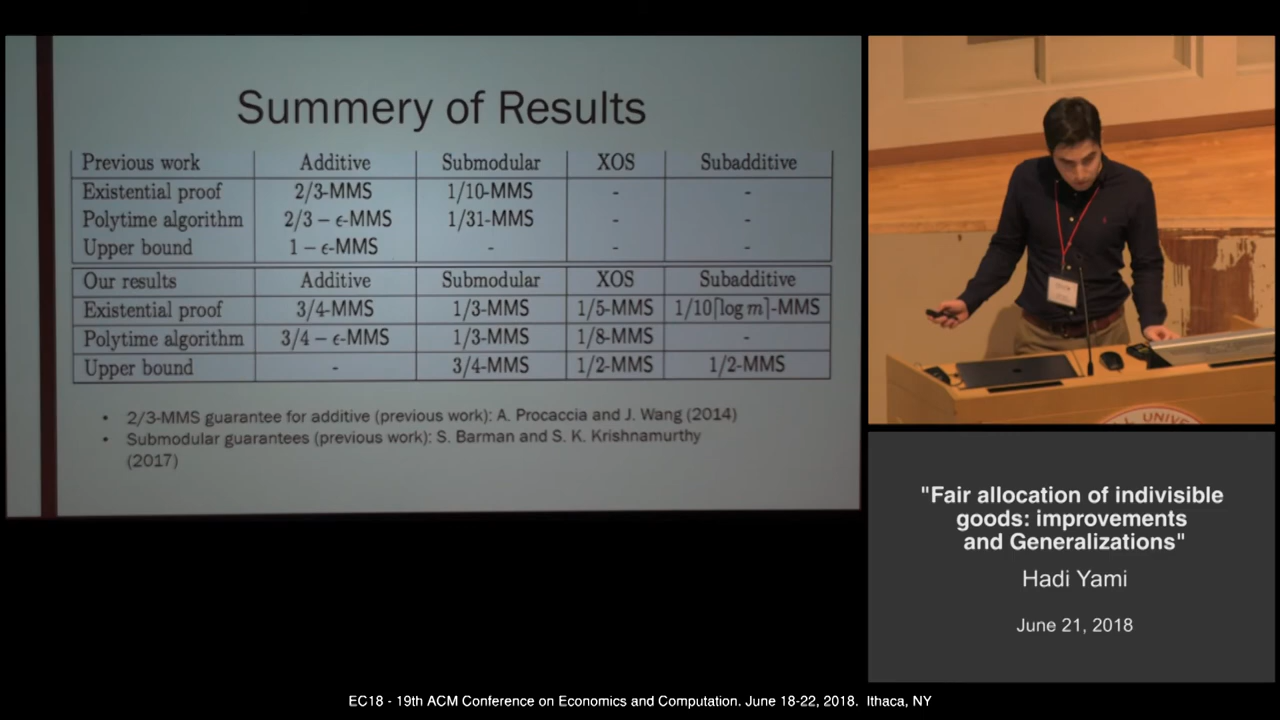 Summery of Results
Previous work Additive Submodular XOS Subadditive
Existential proof 2/3-MMS 1/10-MMS - -
Polytime algorithm 2/3 − ϵ-MMS 1/31-MMS - -
Upper bound 1 − ϵ-MMS - - -
Our results Additive Submodular XOS Subadditive
Existential proof 3/4-MMS 1/3-MMS 1/5-MMS 1/10⌈log m⌉-MMS
Polytime algorithm 3/4 − ϵ-MMS 1/3-MMS 1/8-MMS -
Upper bound - 3/4-MMS 1/2-MMS 1/2-MMS
• 2/3-MMS guarantee for additive (previous work): A. Procaccia and J. Wang (2014)
• Submodular guarantees (previous work): S. Barman and S. K. Krishnamurthy
(2017)
"Fair allocation of indivisible
goods: improvements
and Generalizations"
Hadi Yami
June 21, 2018
EC18 - 19th ACM Conference on Economics and Computation. June 18-22, 2018. Ithaca, NY